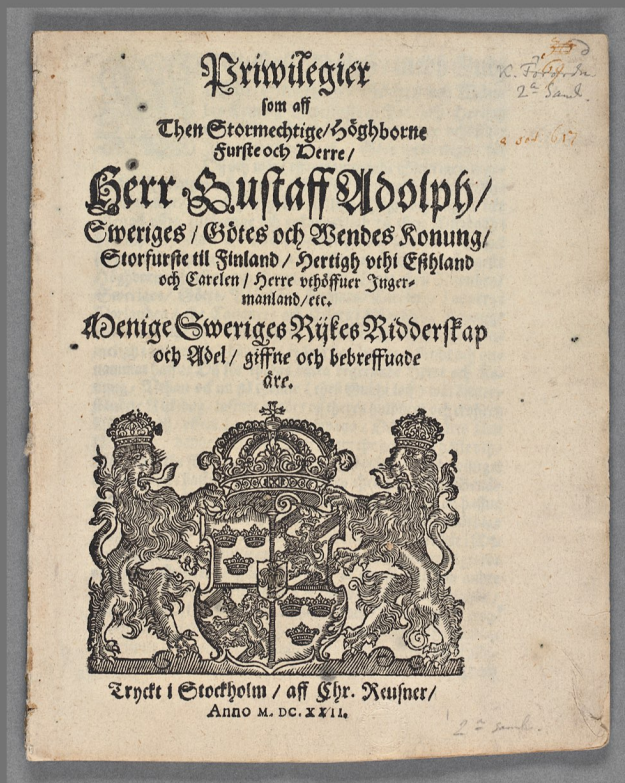 Priwilegier
som aff
Then Stormechtige/Höghborne
Furste och Herre/
Herr Gustaff Adolph/
Sweriges/Götes och Wendes Konung/
Storfurste til Finland/Hertigh vthi Esthland
och Carelen/Herre vthöffuer Inger-
manland/etc.
Menige Sweriges Rijkes Ridderskap
och Adel/giffne och bebreffuade
äre.
Tryckt i Stockholm/aff Chr. Reusner/
Anno M. DC. XXII.